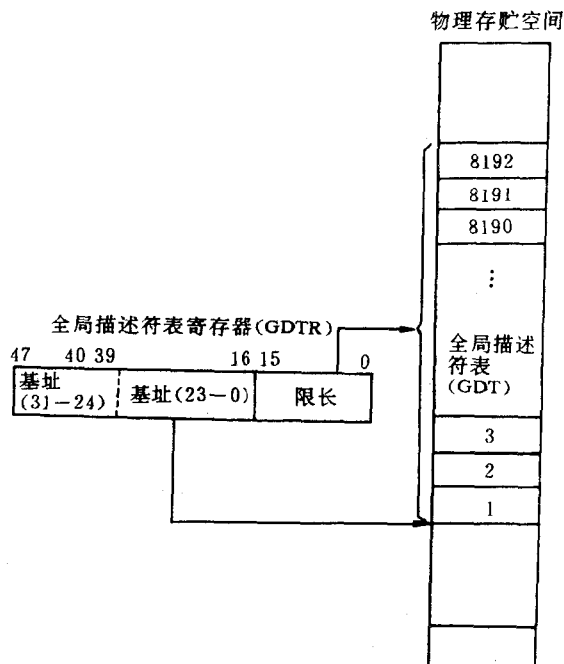 物理存贮空间
8192
8191
8190
⋮
全局描述符表寄存器(GDTR)
47 40 39 16 15 0
基址
(31－24)
基址(23－0)
限长
全局描述
符表
(GDT)
3
2
1